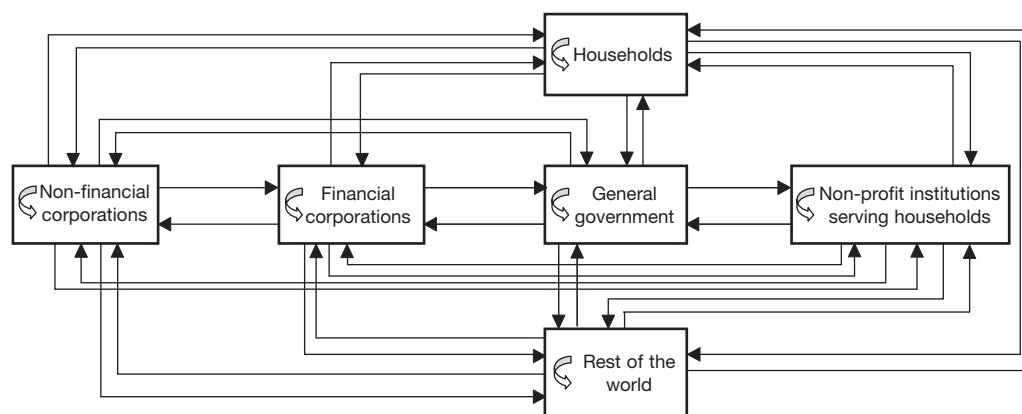 Households
Non-financial
corporations
Financial
corporations
General
government
Non-profit institutions
serving households
Rest of the
world